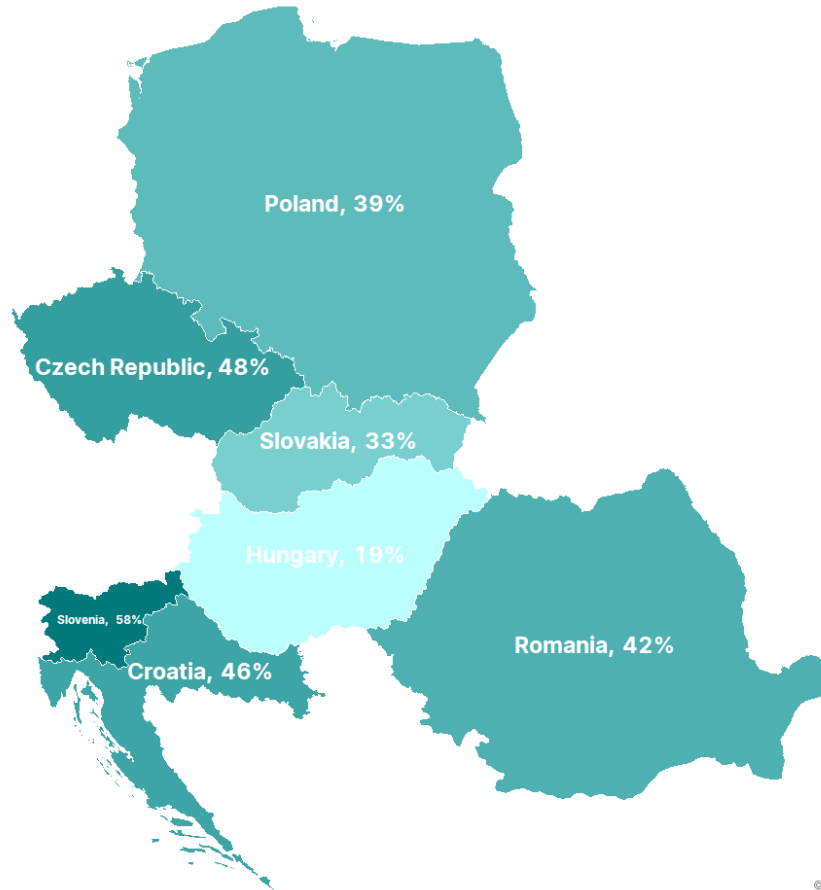 Poland, 39%
Czech Republic, 48%
Slovakia, 33%
Hungary, 19%
Slovenia, 58%
Romania, 42%
Croatia, 46%
©